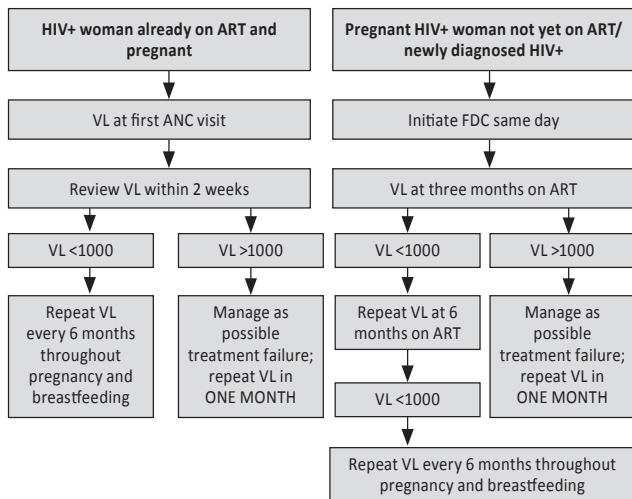 HIV+ woman already on ART and
pregnant
VL at first ANC visit
Review VL within 2 weeks
VL <1000
VL >1000
Repeat VL
every 6 months
throughout
pregnancy and
breastfeeding
Manage as
possible
treatment failure;
repeat VL in
ONE MONTH
Pregnant HIV+ woman not yet on ART/
newly diagnosed HIV+
Initiate FDC same day
VL at three months on ART
VL <1000
VL >1000
Repeat VL at 6
months on ART
VL <1000
Manage as
possible
treatment failure;
repeat VL in
ONE MONTH
Repeat VL every 6 months throughout
pregnancy and breastfeeding